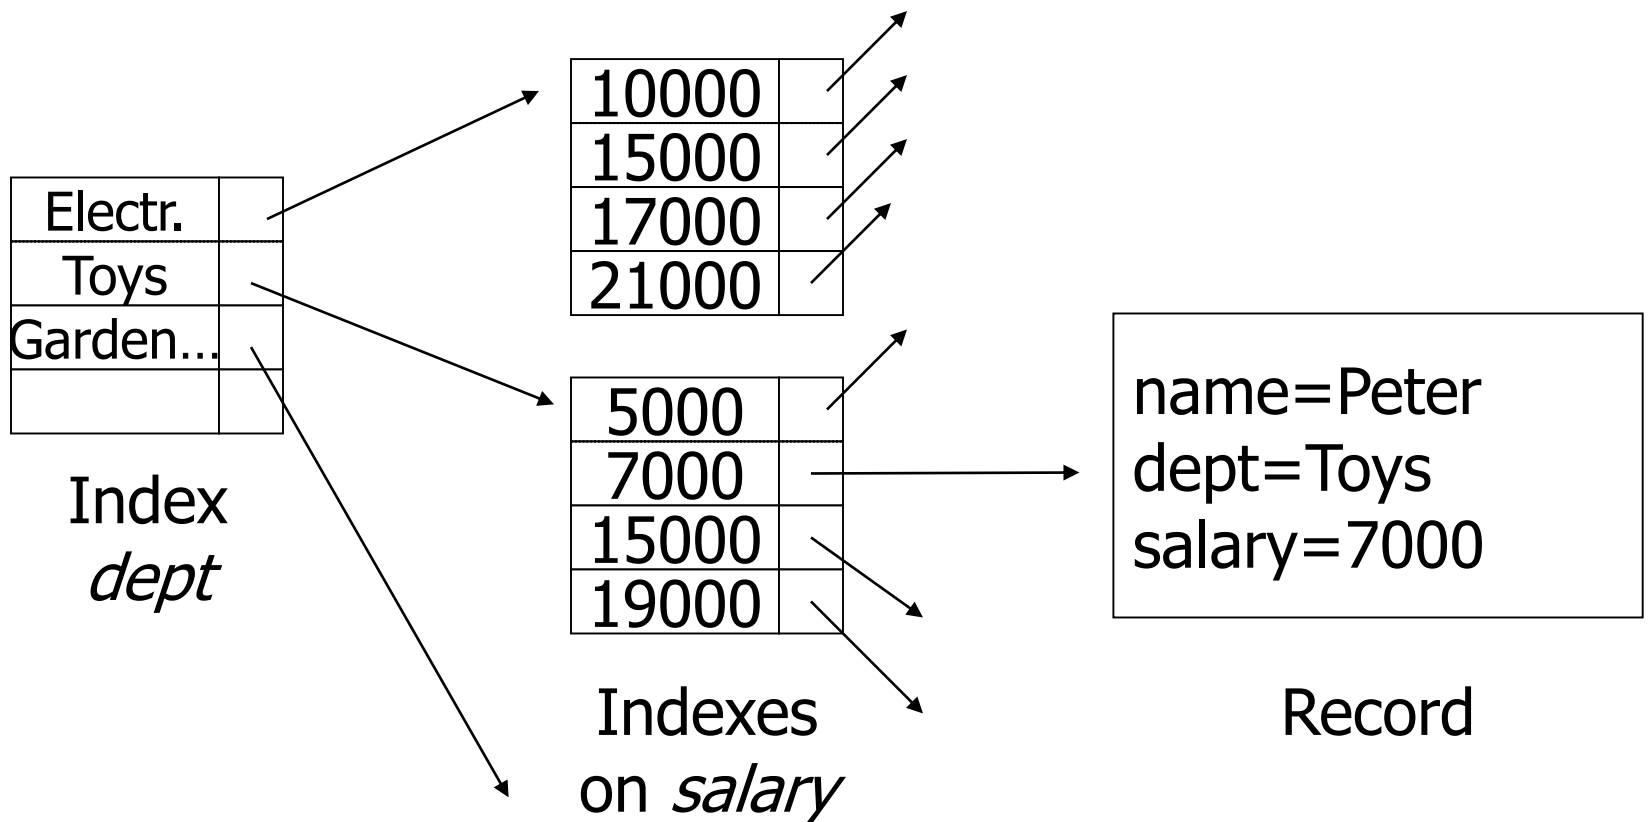 Electr.
Toys
Garden...
Index
dept
10000
15000
17000
21000
5000
7000
15000
19000
Indexes
on salary
name=Peter
dept=Toys
salary=7000
Record